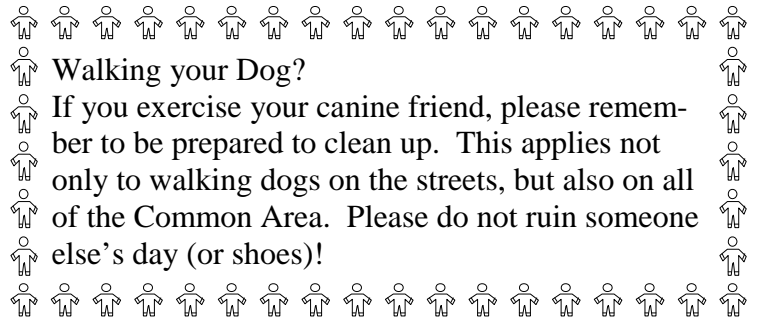 Walking your Dog?
If you exercise your canine friend, please remem-
ber to be prepared to clean up.  This applies not
only to walking dogs on the streets, but also on all
of the Common Area.  Please do not ruin someone
else’s day (or shoes)!